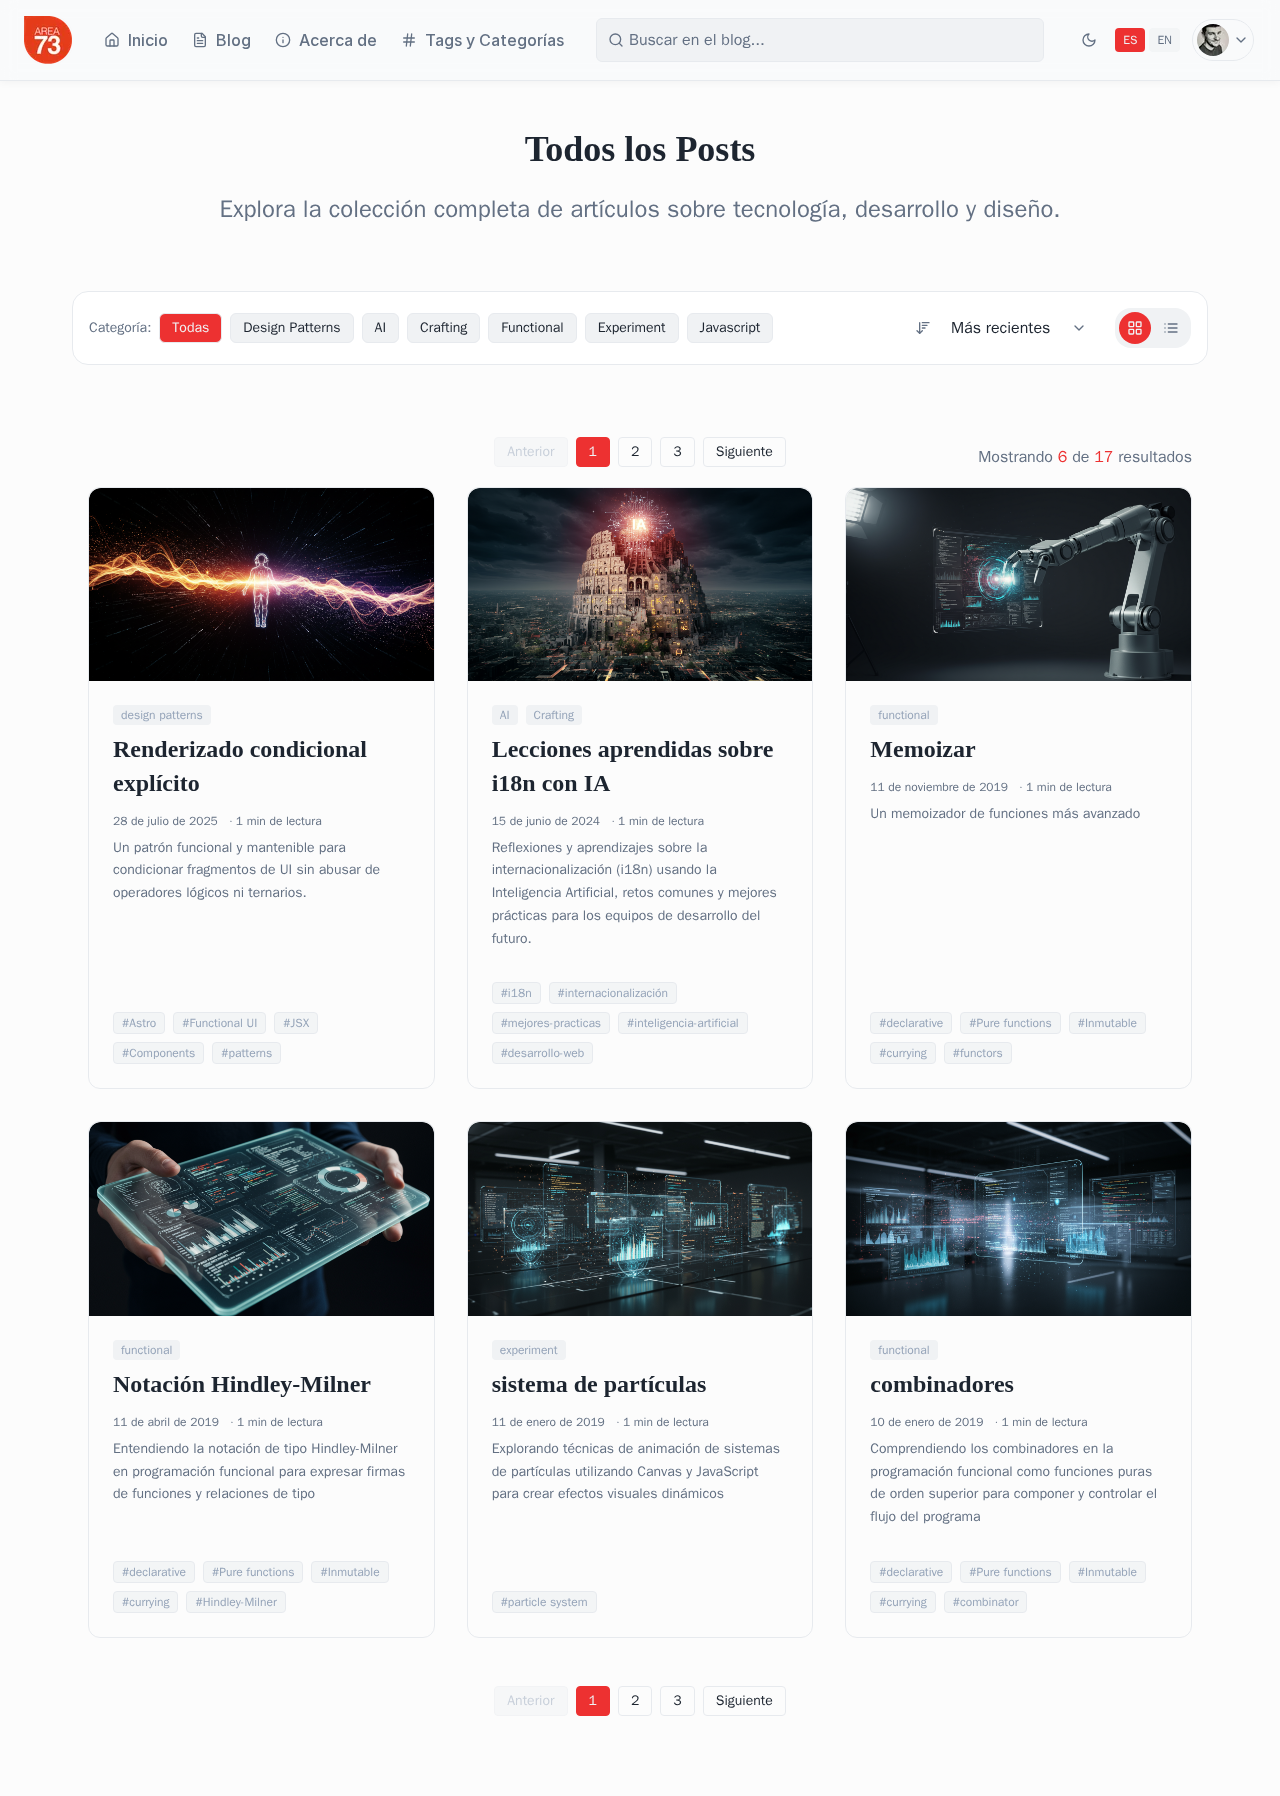 AREA
73
Inicio
Blog
Acerca de
Tags y Categorías
Buscar en el blog...
ES
EN
Todos los Posts
Explora la colección completa de artículos sobre tecnología, desarrollo y diseño.
Categoría:
Todas
Design Patterns
AI
Crafting
Functional
Experiment
Javascript
Más recientes
Anterior
1
2
3
Siguiente
Mostrando 6 de 17 resultados
design patterns
Renderizado condicional
explícito
28 de julio de 2025 · 1 min de lectura
Un patrón funcional y mantenible para
condicionar fragmentos de UI sin abusar de
operadores lógicos ni ternarios.
#Astro
#Functional UI
#JSX
#Components
#patterns
IA
AI
Crafting
Lecciones aprendidas sobre
i18n con IA
15 de junio de 2024 · 1 min de lectura
Reflexiones y aprendizajes sobre la
internacionalización (i18n) usando la
Inteligencia Artificial, retos comunes y mejores
prácticas para los equipos de desarrollo del
futuro.
#i18n
#internacionalización
#mejores-practicas
#inteligencia-artificial
#desarrollo-web
functional
Memoizar
11 de noviembre de 2019 · 1 min de lectura
Un memoizador de funciones más avanzado
#declarative
#Pure functions
#Inmutable
#currying
#functors
functional
Notación Hindley-Milner
11 de abril de 2019 · 1 min de lectura
Entendiendo la notación de tipo Hindley-Milner
en programación funcional para expresar firmas
de funciones y relaciones de tipo
#declarative
#Pure functions
#Inmutable
#currying
#Hindley-Milner
experiment
sistema de partículas
11 de enero de 2019 · 1 min de lectura
Explorando técnicas de animación de sistemas
de partículas utilizando Canvas y JavaScript
para crear efectos visuales dinámicos
#particle system
functional
combinadores
10 de enero de 2019 · 1 min de lectura
Comprendiendo los combinadores en la
programación funcional como funciones puras
de orden superior para componer y controlar el
flujo del programa
#declarative
#Pure functions
#Inmutable
#currying
#combinator
Anterior
1
2
3
Siguiente